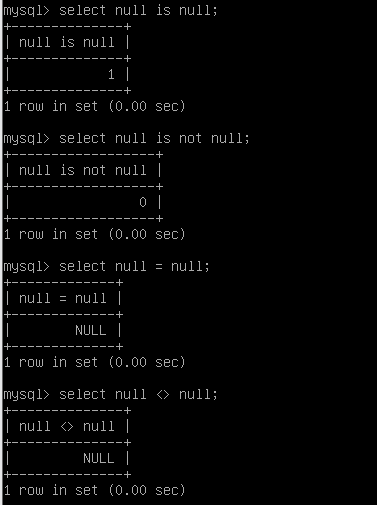 mysql> select null is null;
+--------------+
| null is null |
+--------------+
|            1 |
+--------------+
1 row in set (0.00 sec)

mysql> select null is not null;
+------------------+
| null is not null |
+------------------+
|                0 |
+------------------+
1 row in set (0.00 sec)

mysql> select null = null;
+-------------+
| null = null |
+-------------+
|        NULL |
+-------------+
1 row in set (0.00 sec)

mysql> select null <> null;
+--------------+
| null <> null |
+--------------+
|         NULL |
+--------------+
1 row in set (0.00 sec)